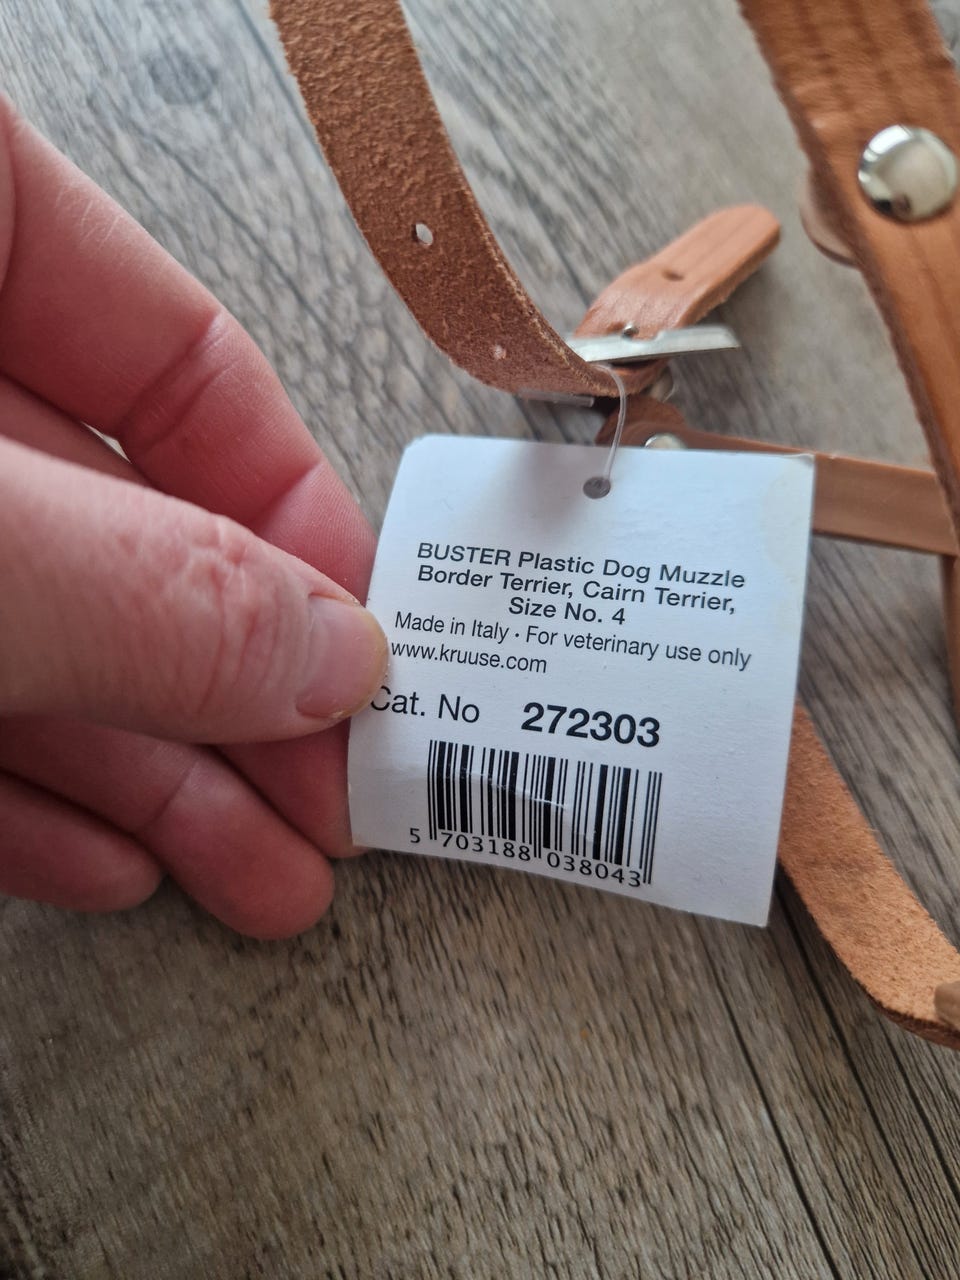 BUSTER Plastic Dog Muzzle
Border Terrier, Cairn Terrier,
Size No. 4
Made in Italy · For veterinary use only
www.kruuse.com
Cat. No 272303
5 703188 038043